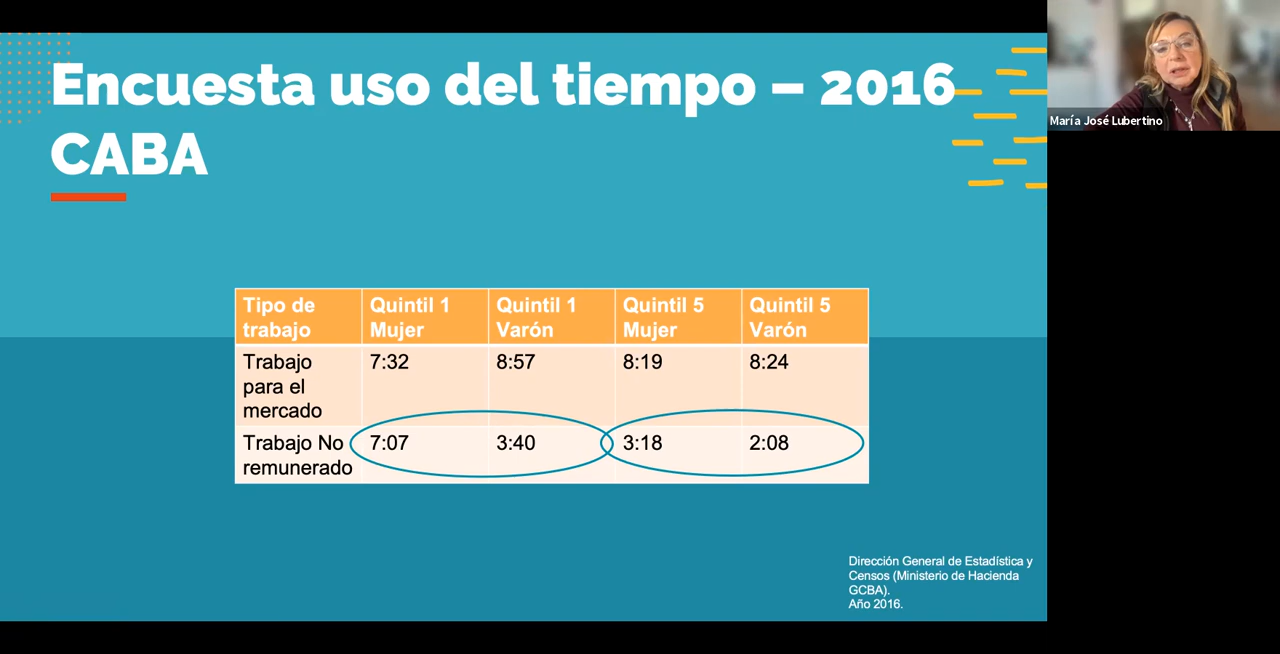 Encuesta uso del tiempo – 2016
CABA
María José Lubertino
Tipo de trabajo | Quintil 1 Mujer | Quintil 1 Varón | Quintil 5 Mujer | Quintil 5 Varón
Trabajo para el mercado | 7:32 | 8:57 | 8:19 | 8:24
Trabajo No remunerado | 7:07 | 3:40 | 3:18 | 2:08
Dirección General de Estadística y
Censos (Ministerio de Hacienda
GCBA).
Año 2016.